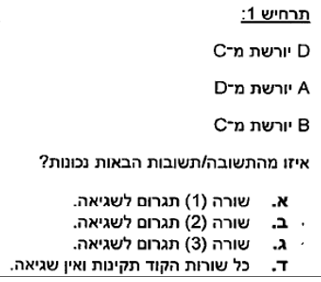 תרחיש 1:
D יורשת מ־C
A יורשת מ־D
B יורשת מ־C
איזו מהתשובה/תשובות הבאות נכונות?
א. שורה (1) תגרום לשגיאה.
ב. שורה (2) תגרום לשגיאה.
ג. שורה (3) תגרום לשגיאה.
ד. כל שורות הקוד תקינות ואין שגיאה.